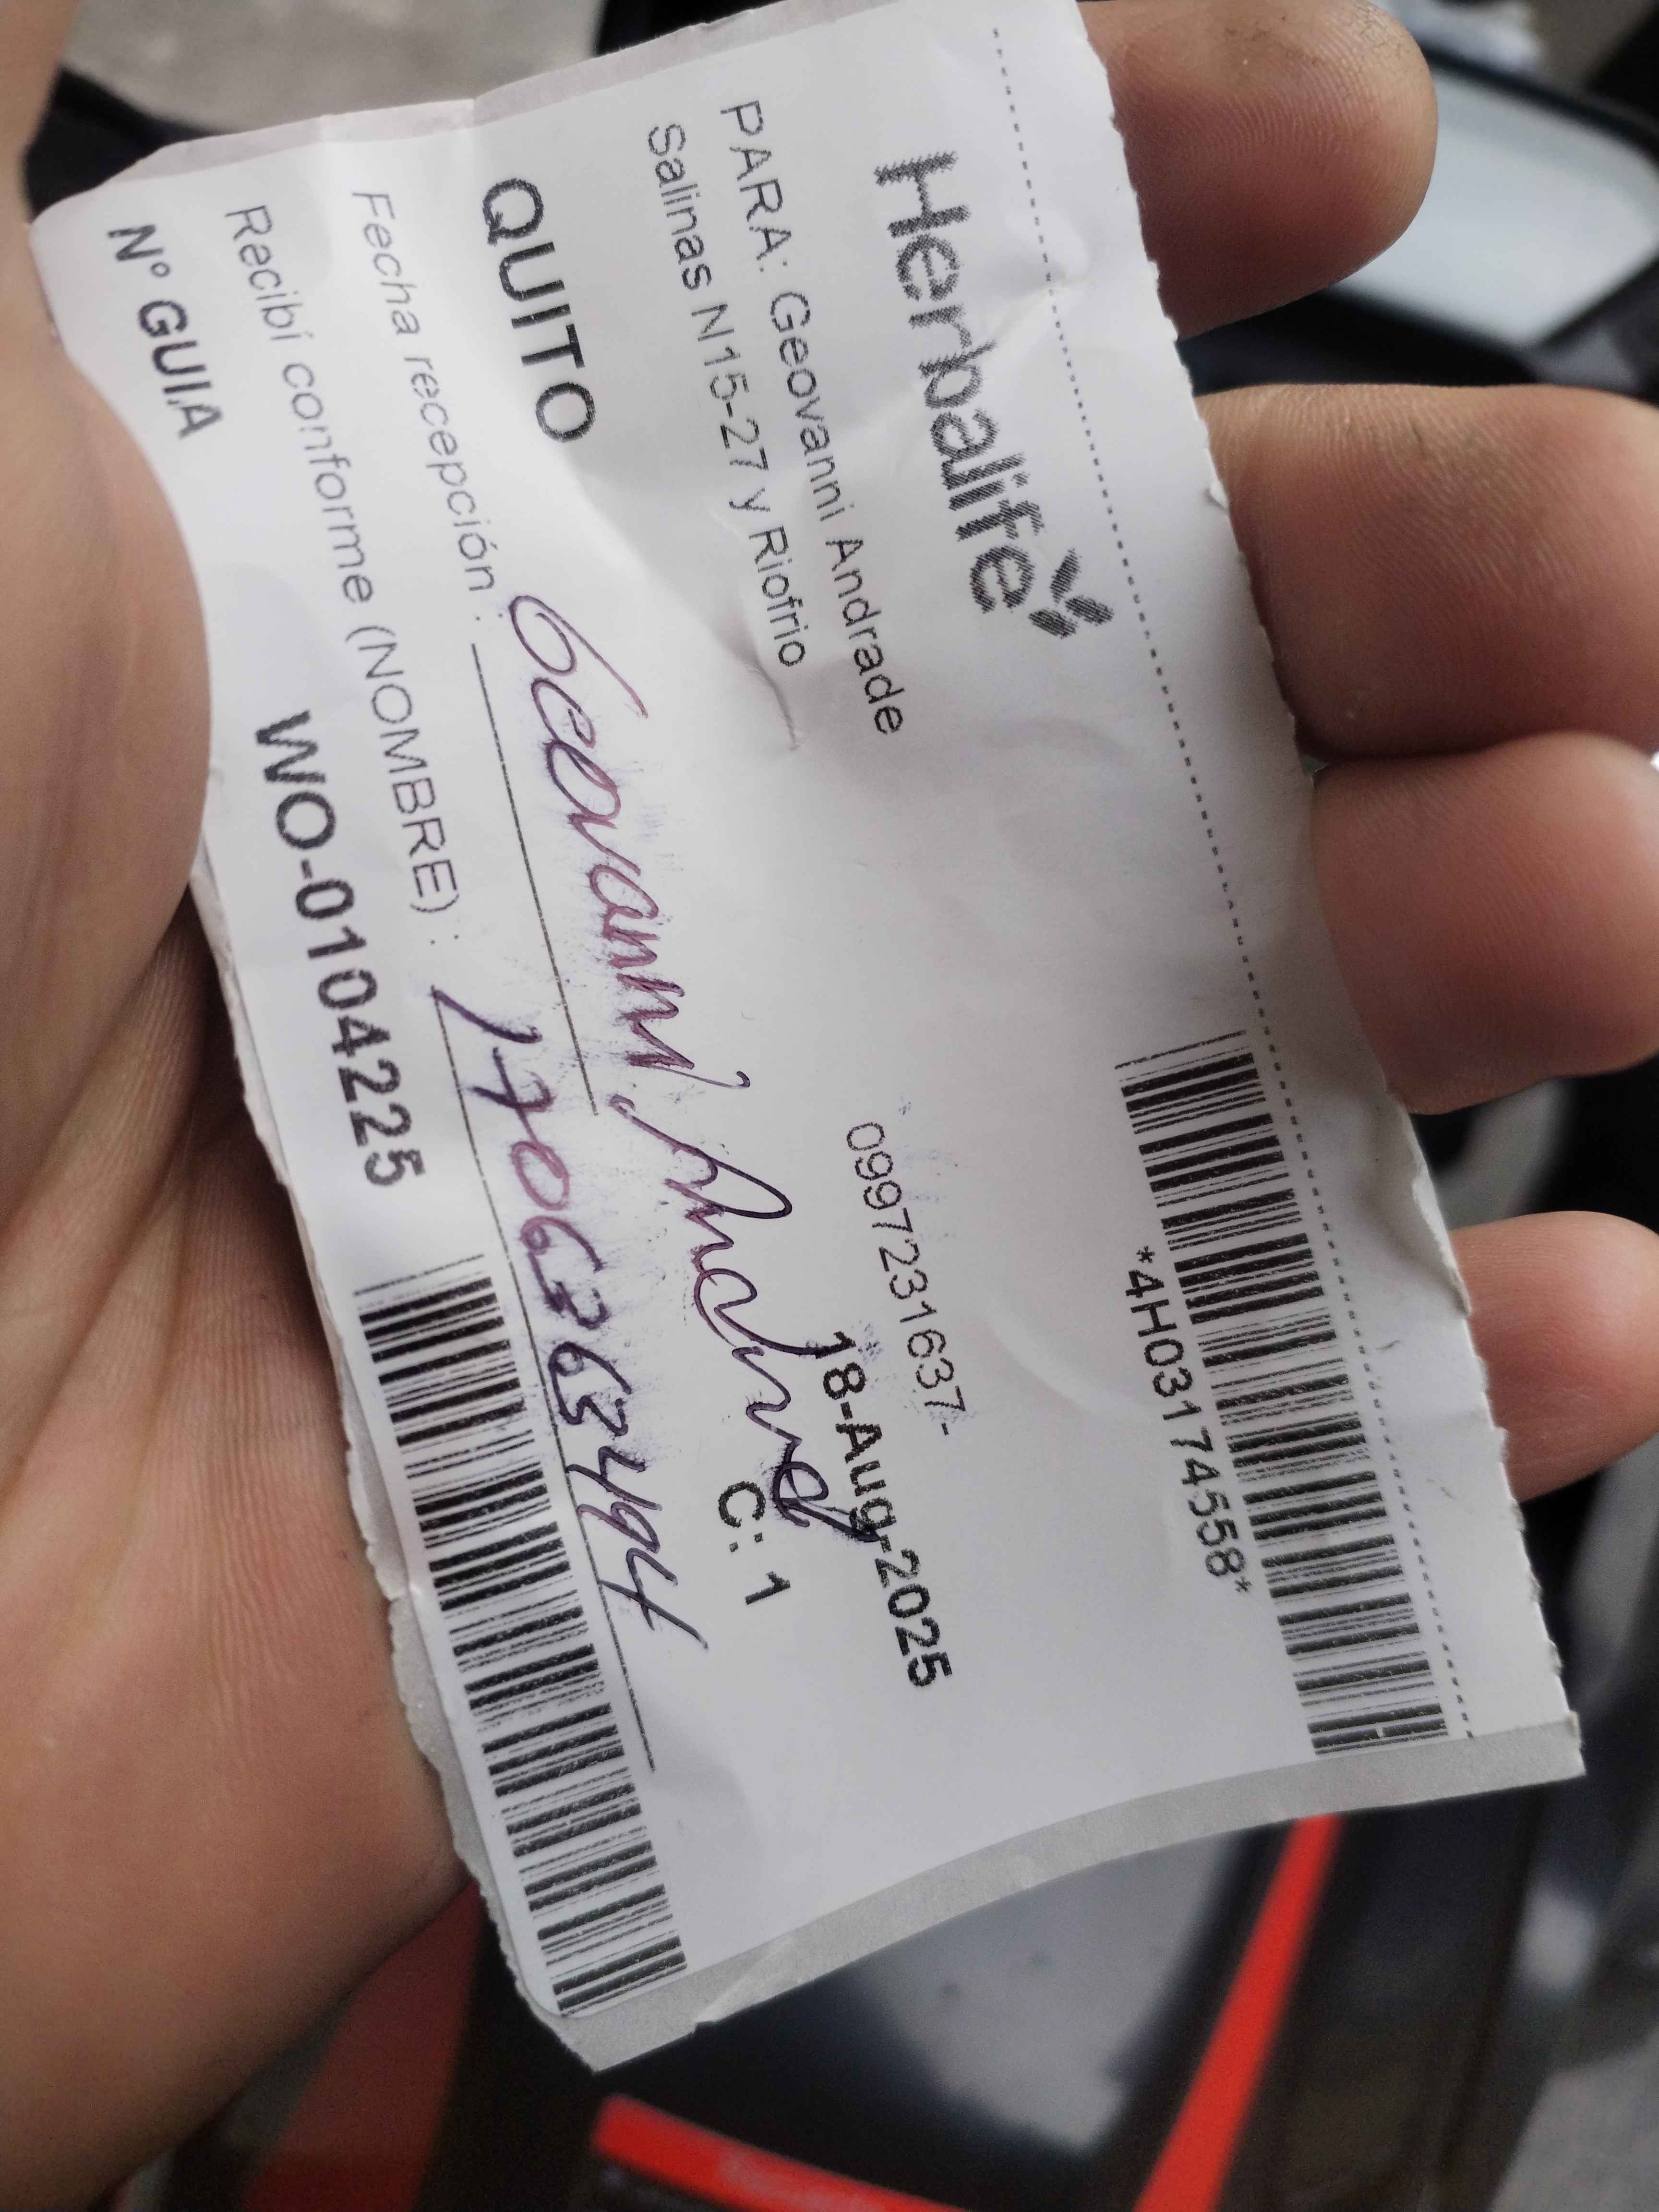 Herbalife
*4H03174558*
PARA: Geovanni Andrade
0997231637-
Salinas N15-27 y Riofrio
18-Aug-2025
QUITO
C: 1
Geovanni Andrade
Fecha recepción :
Recibí conforme (NOMBRE) :
N° GUIA
WO-0104225